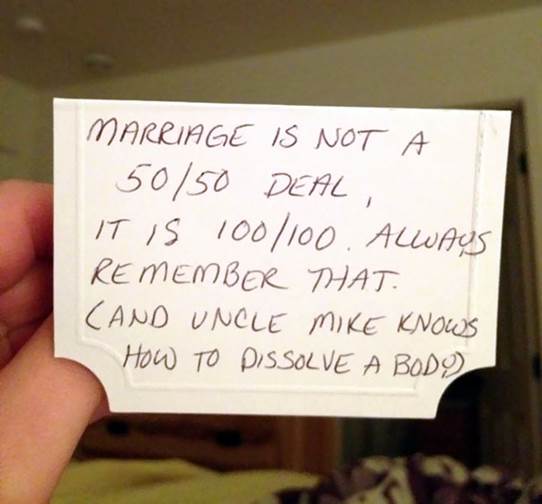 MARRIAGE IS NOT A
50/50 DEAL,
IT IS 100/100. ALWAYS
REMEMBER THAT.
(AND UNCLE MIKE KNOWS
HOW TO DISSOLVE A BODY)